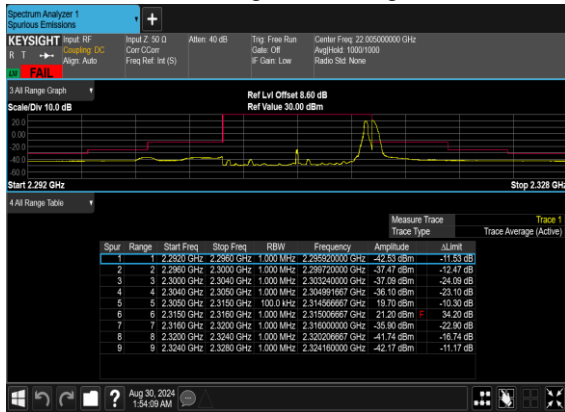 Spectrum Analyzer 1
Spurious Emissions
+
KEYSIGHT Input: RF Input Z: 50 Ω Atten: 40 dB Trig: Free Run Center Freq: 22.005000000 GHz
R T Coupling: DC Corr CCorr Gate: Off Avg|Hold: 1000/1000
Align: Auto Freq Ref: Int (S) IF Gain: Low Radio Std: None
FAIL
3 All Range Graph Ref Lvl Offset 8.60 dB
Scale/Div 10.0 dB Ref Value 30.00 dBm
20.0
0.00
-20.0
-40.0
-60.0
Start 2.292 GHz Stop 2.328 GHz
4 All Range Table
Measure Trace Trace 1
Trace Type Trace Average (Active)
Spur Range Start Freq Stop Freq RBW Frequency Amplitude ΔLimit
1 1 2.2920 GHz 2.2960 GHz 1.000 MHz 2.295920000 GHz -42.53 dBm -11.53 dB
2 2 2.2960 GHz 2.3000 GHz 1.000 MHz 2.299720000 GHz -37.47 dBm -12.47 dB
3 3 2.3000 GHz 2.3040 GHz 1.000 MHz 2.303240000 GHz -37.09 dBm -24.09 dB
4 4 2.3040 GHz 2.3050 GHz 1.000 MHz 2.304991667 GHz -36.10 dBm -23.10 dB
5 5 2.3050 GHz 2.3150 GHz 100.0 kHz 2.314566667 GHz 19.70 dBm -10.30 dB
6 6 2.3150 GHz 2.3160 GHz 1.000 MHz 2.315006667 GHz 21.20 dBm F 34.20 dB
7 7 2.3160 GHz 2.3200 GHz 1.000 MHz 2.316000000 GHz -35.90 dBm -22.90 dB
8 8 2.3200 GHz 2.3240 GHz 1.000 MHz 2.320206667 GHz -41.74 dBm -16.74 dB
9 9 2.3240 GHz 2.3280 GHz 1.000 MHz 2.324160000 GHz -42.17 dBm -11.17 dB
? Aug 30, 2024
1:54:09 AM